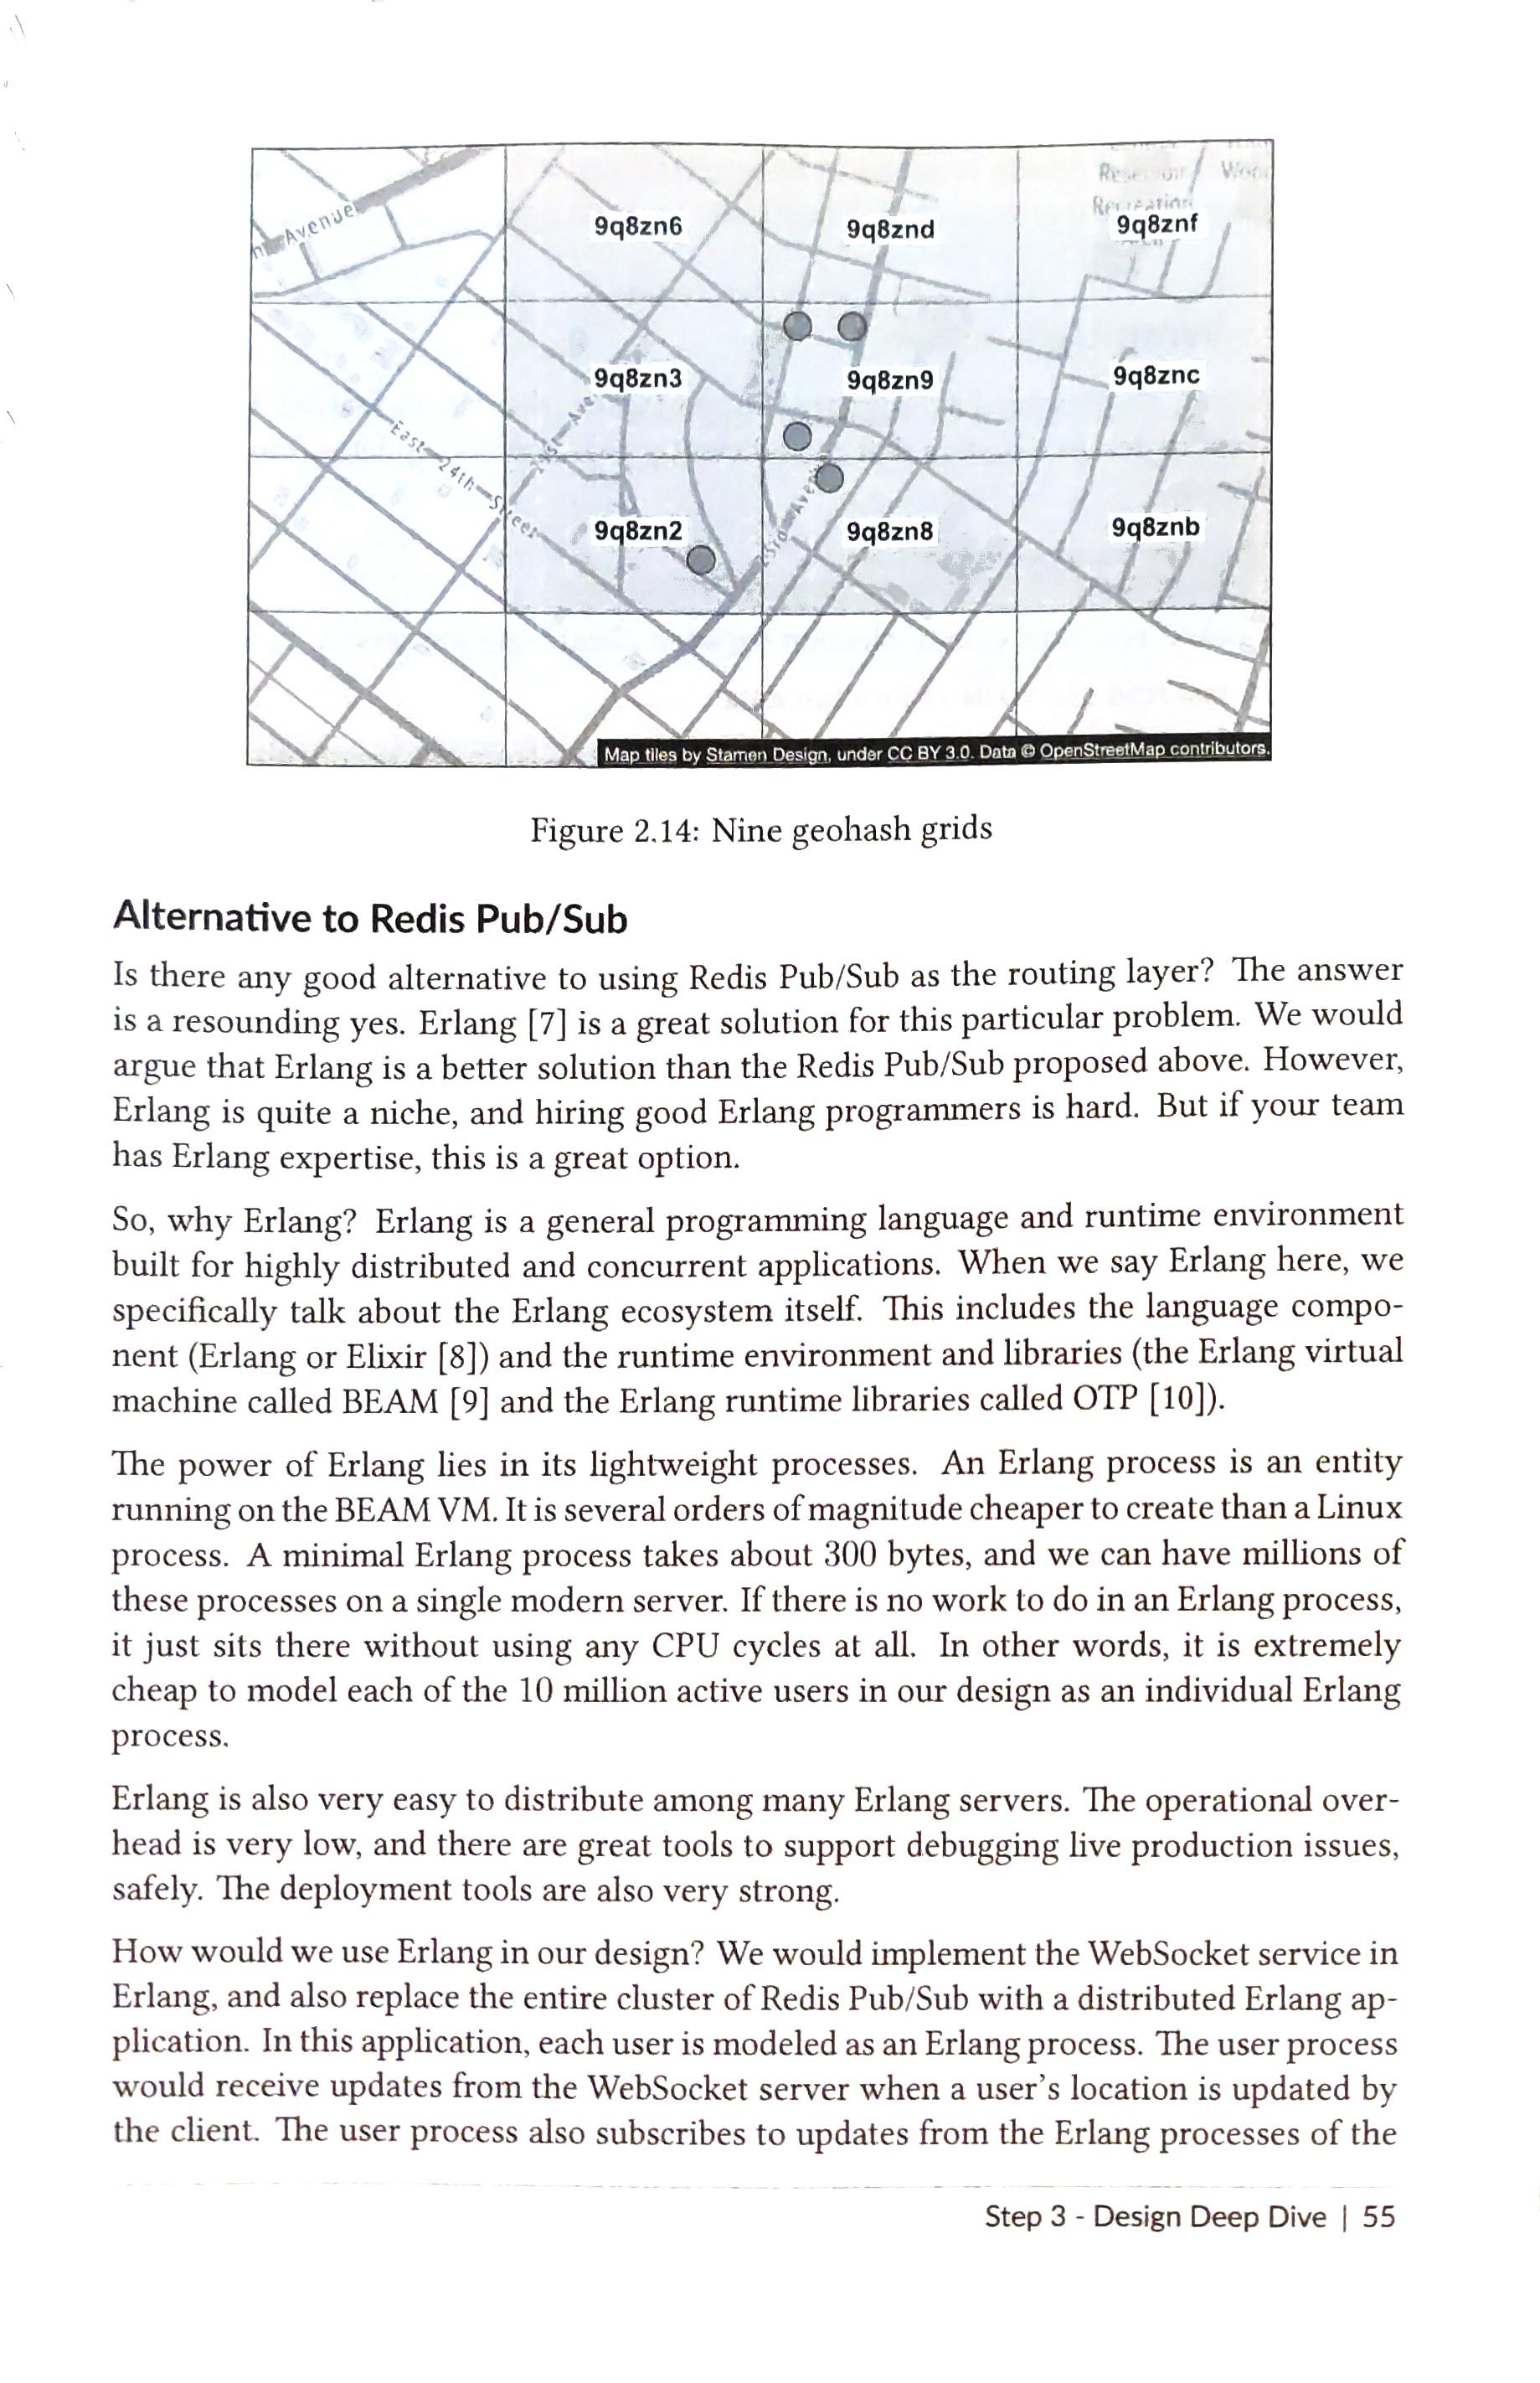 Avenue
9q8zn6
9q8znd
9q8znf
9q8zn3
9q8zn9
9q8znc
East 24th Street
9q8zn2
9q8zn8
9q8znb
Map tiles by Stamen Design, under CC BY 3.0. Data © OpenStreetMap contributors.
Figure 2.14: Nine geohash grids
Alternative to Redis Pub/Sub
Is there any good alternative to using Redis Pub/Sub as the routing layer? The answer
is a resounding yes. Erlang [7] is a great solution for this particular problem. We would
argue that Erlang is a better solution than the Redis Pub/Sub proposed above. However,
Erlang is quite a niche, and hiring good Erlang programmers is hard. But if your team
has Erlang expertise, this is a great option.
So, why Erlang? Erlang is a general programming language and runtime environment
built for highly distributed and concurrent applications. When we say Erlang here, we
specifically talk about the Erlang ecosystem itself. This includes the language compo-
nent (Erlang or Elixir [8]) and the runtime environment and libraries (the Erlang virtual
machine called BEAM [9] and the Erlang runtime libraries called OTP [10]).
The power of Erlang lies in its lightweight processes. An Erlang process is an entity
running on the BEAM VM. It is several orders of magnitude cheaper to create than a Linux
process. A minimal Erlang process takes about 300 bytes, and we can have millions of
these processes on a single modern server. If there is no work to do in an Erlang process,
it just sits there without using any CPU cycles at all. In other words, it is extremely
cheap to model each of the 10 million active users in our design as an individual Erlang
process.
Erlang is also very easy to distribute among many Erlang servers. The operational over-
head is very low, and there are great tools to support debugging live production issues,
safely. The deployment tools are also very strong.
How would we use Erlang in our design? We would implement the WebSocket service in
Erlang, and also replace the entire cluster of Redis Pub/Sub with a distributed Erlang ap-
plication. In this application, each user is modeled as an Erlang process. The user process
would receive updates from the WebSocket server when a user's location is updated by
the client. The user process also subscribes to updates from the Erlang processes of the
Step 3 - Design Deep Dive | 55